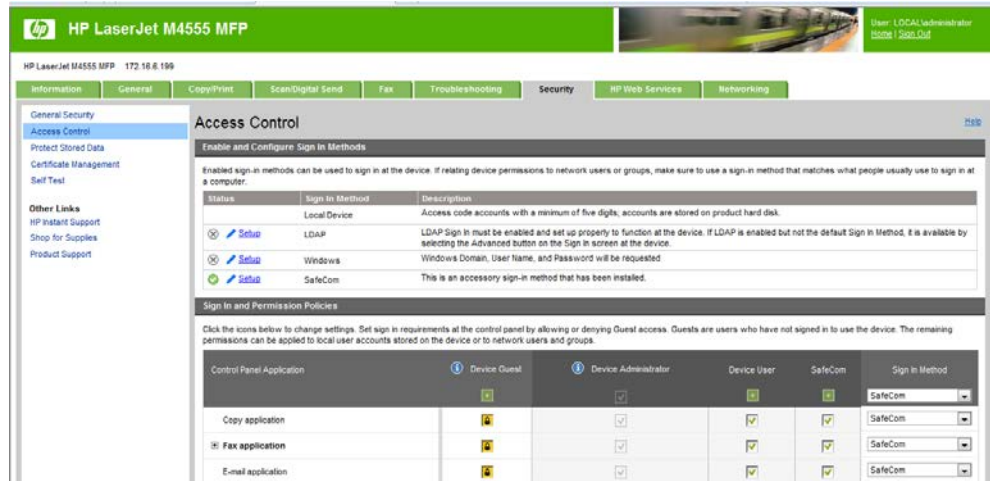 hp
HP LaserJet M4555 MFP
User: LOCAL\administrator
Home | Sign Out
HP LaserJet M4555 MFP 172.16.6.199
Information General Copy/Print Scan/Digital Send Fax Troubleshooting Security HP Web Services Networking
General Security
Access Control
Protect Stored Data
Certificate Management
Self Test
Other Links
HP Instant Support
Shop for Supplies
Product Support
Access Control
Help
Enable and Configure Sign In Methods
Enabled sign-in methods can be used to sign in at the device. If relating device permissions to network users or groups, make sure to use a sign-in method that matches what people usually use to sign in at
a computer.
Status Sign In Method Description
Local Device Access code accounts with a minimum of five digits; accounts are stored on product hard disk.
Setup LDAP LDAP Sign In must be enabled and set up properly to function at the device. If LDAP is enabled but not the default Sign In Method, it is available by
selecting the Advanced button on the Sign In screen at the device.
Setup Windows Windows Domain, User Name, and Password will be requested
Setup SafeCom This is an accessory sign-in method that has been installed.
Sign In and Permission Policies
Click the icons below to change settings. Set sign in requirements at the control panel by allowing or denying Guest access. Guests are users who have not signed in to use the device. The remaining
permissions can be applied to local user accounts stored on the device or to network users and groups.
Control Panel Application Device Guest Device Administrator Device User SafeCom Sign In Method
SafeCom
Copy application SafeCom
Fax application SafeCom
E-mail application SafeCom